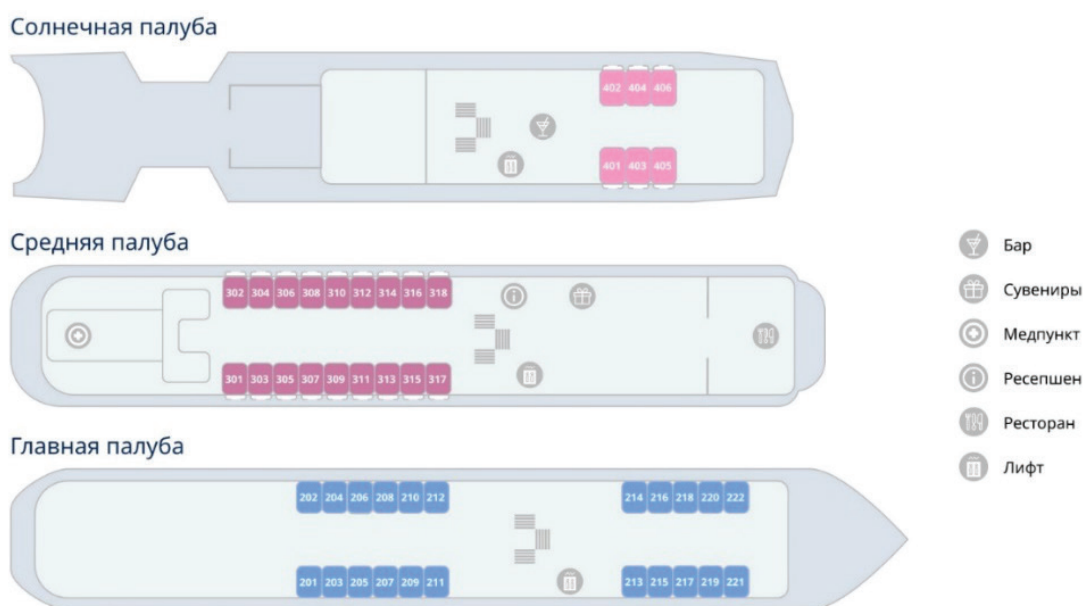 Солнечная палуба
402 404 406
401 403 405
Средняя палуба
302 304 306 308 310 312 314 316 318
301 303 305 307 309 311 313 315 317
Бар
Сувениры
Медпункт
Ресепшен
Ресторан
Лифт
Главная палуба
202 204 206 208 210 212 214 216 218 220 222
201 203 205 207 209 211 213 215 217 219 221